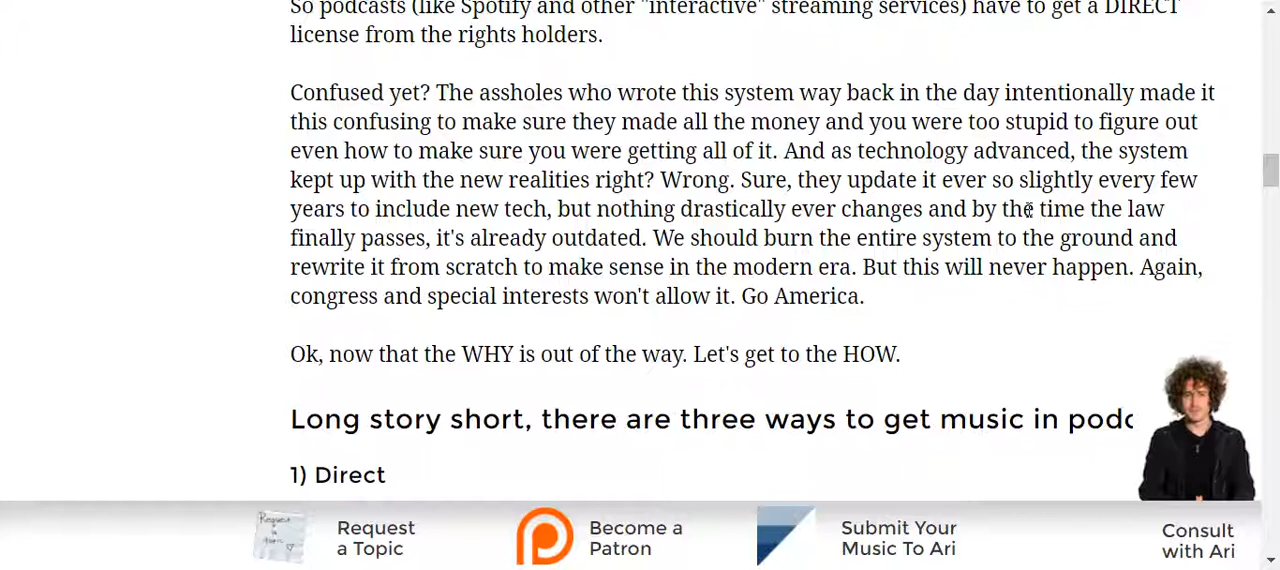 So podcasts (like Spotify and other "interactive" streaming services) have to get a DIRECT
license from the rights holders.
Confused yet? The assholes who wrote this system way back in the day intentionally made it
this confusing to make sure they made all the money and you were too stupid to figure out
even how to make sure you were getting all of it. And as technology advanced, the system
kept up with the new realities right? Wrong. Sure, they update it ever so slightly every few
years to include new tech, but nothing drastically ever changes and by the time the law
finally passes, it's already outdated. We should burn the entire system to the ground and
rewrite it from scratch to make sense in the modern era. But this will never happen. Again,
congress and special interests won't allow it. Go America.
Ok, now that the WHY is out of the way. Let's get to the HOW.
Long story short, there are three ways to get music in podc
1) Direct
Request
a Topic
Become a
Patron
Submit Your
Music To Ari
Consult
with Ari